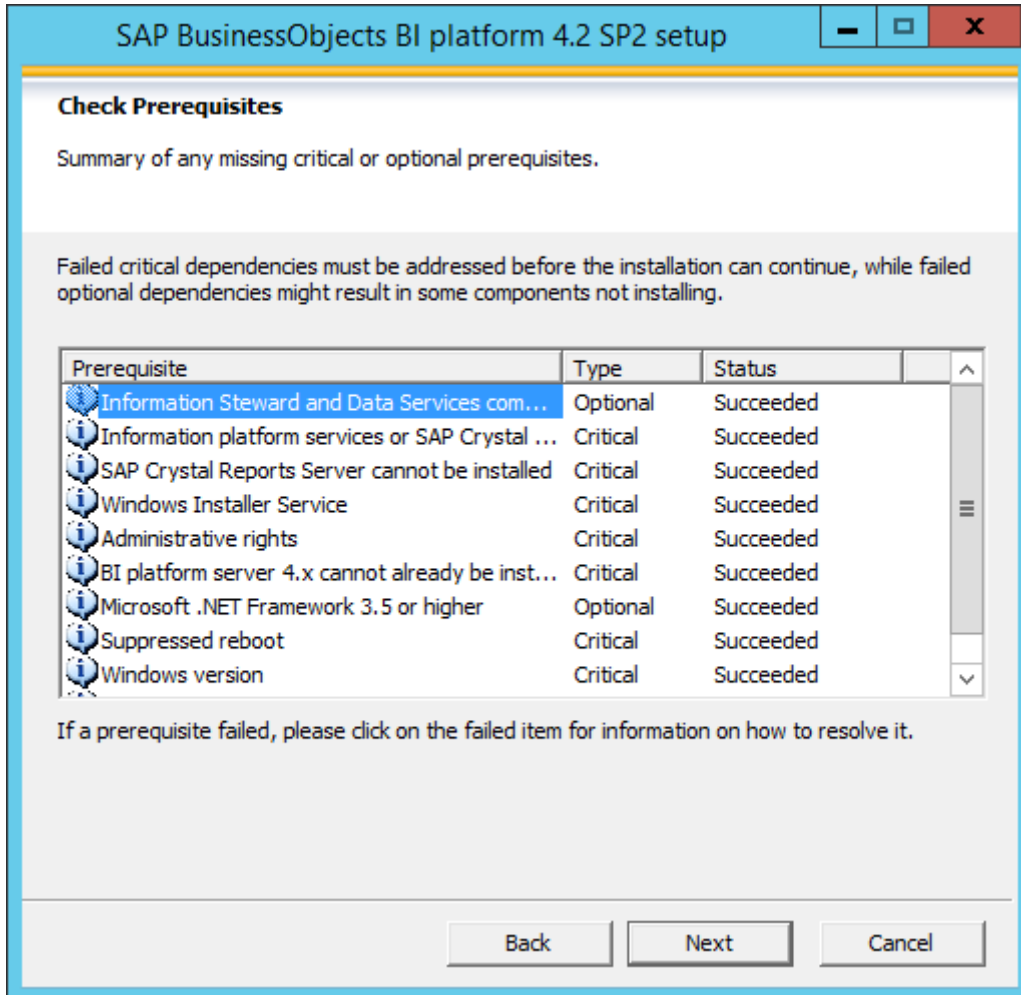 SAP BusinessObjects BI platform 4.2 SP2 setup
Check Prerequisites
Summary of any missing critical or optional prerequisites.
Failed critical dependencies must be addressed before the installation can continue, while failed
optional dependencies might result in some components not installing.
Prerequisite Type Status
Information Steward and Data Services com... Optional Succeeded
Information platform services or SAP Crystal ... Critical Succeeded
SAP Crystal Reports Server cannot be installed Critical Succeeded
Windows Installer Service Critical Succeeded
Administrative rights Critical Succeeded
BI platform server 4.x cannot already be inst... Critical Succeeded
Microsoft .NET Framework 3.5 or higher Optional Succeeded
Suppressed reboot Critical Succeeded
Windows version Critical Succeeded
If a prerequisite failed, please click on the failed item for information on how to resolve it.
Back Next Cancel